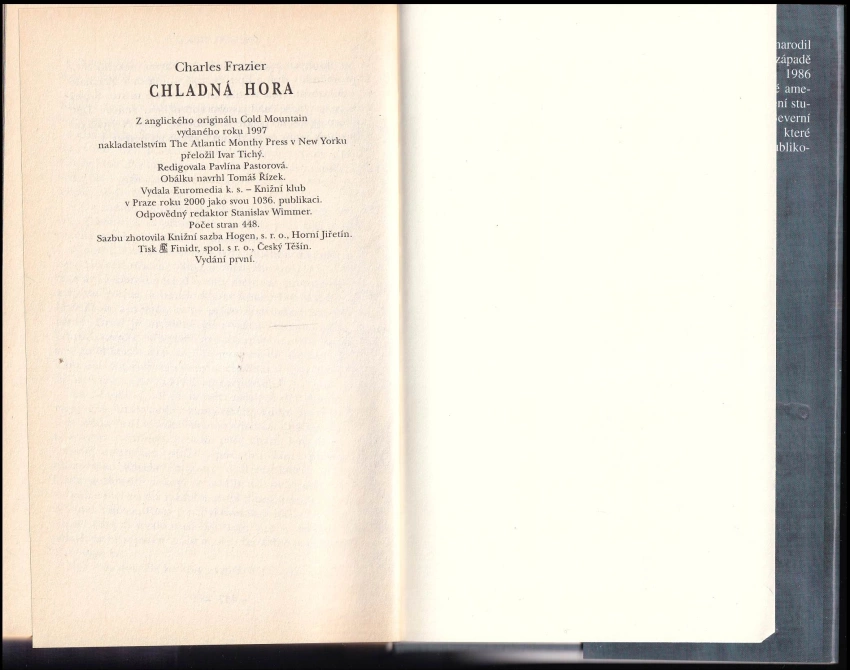 Charles Frazier
CHLADNÁ HORA
Z anglického originálu Cold Mountain
vydaného roku 1997
nakladatelstvím The Atlantic Monthy Press v New Yorku
přeložil Ivar Tichý.
Redigovala Pavlína Pastorová.
Obálku navrhl Tomáš Řízek.
Vydala Euromedia k. s. – Knižní klub
v Praze roku 2000 jako svou 1036. publikaci.
Odpovědný redaktor Stanislav Wimmer.
Počet stran 448.
Sazbu zhotovila Knižní sazba Hogen, s. r. o., Horní Jiřetín.
Tisk Finidr, spol. s r. o., Český Těšín.
Vydání první.
narodil
západě
1986
é ame-
ní stu-
everní
které
ubliko-